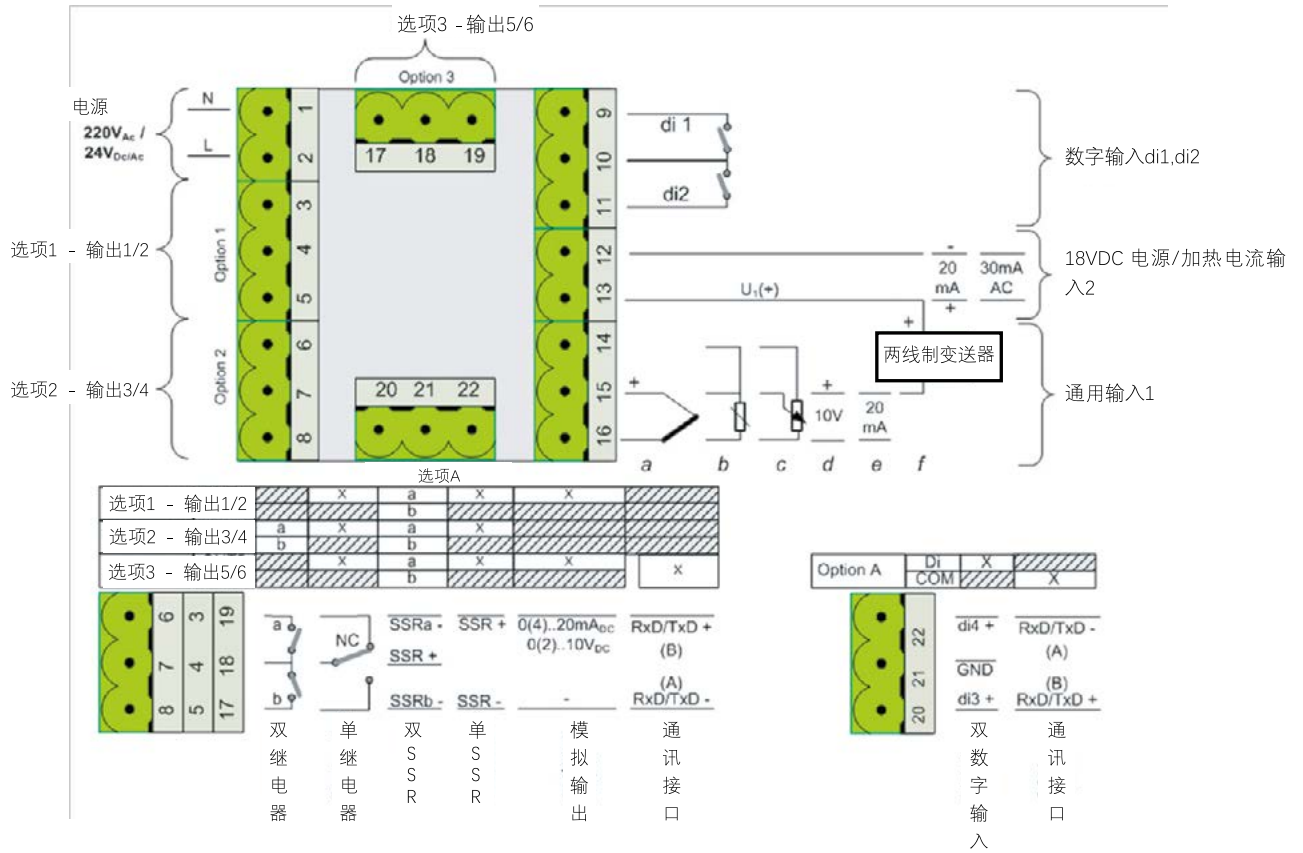 选项3 - 输出5/6
Option 3
电源
220VAC /
24VDC/AC
N
L
1
2
3
4
5
6
7
8
17 18 19
20 21 22
9
10
11
12
13
14
15
16
选项1 - 输出1/2
Option 1
选项2 - 输出3/4
Option 2
di 1
di2
数字输入di1,di2
-
20
mA
+
30mA
AC
18VDC 电源/加热电流输
入2
U1(+)
+
两线制变送器
通用输入1
+
+
10V
20
mA
a b c d e f
选项A
选项1 - 输出1/2 x a x x
b
选项2 - 输出3/4 a x a x
b b
选项3 - 输出5/6 x a x x x
b
Option A Di X
COM X
6 3 19
7 4 18
8 5 17
a
b
NC
SSRa -
SSR +
SSRb -
SSR +
SSR -
0(4)..20mADC
0(2)..10VDC
-
RxD/TxD +
(B)
(A)
RxD/TxD -
双继电器
单继电器
双SSR
单SSR
模拟输出
通讯接口
22
21
20
di4 +
GND
di3 +
RxD/TxD -
(A)
(B)
RxD/TxD +
双数字输入
通讯接口